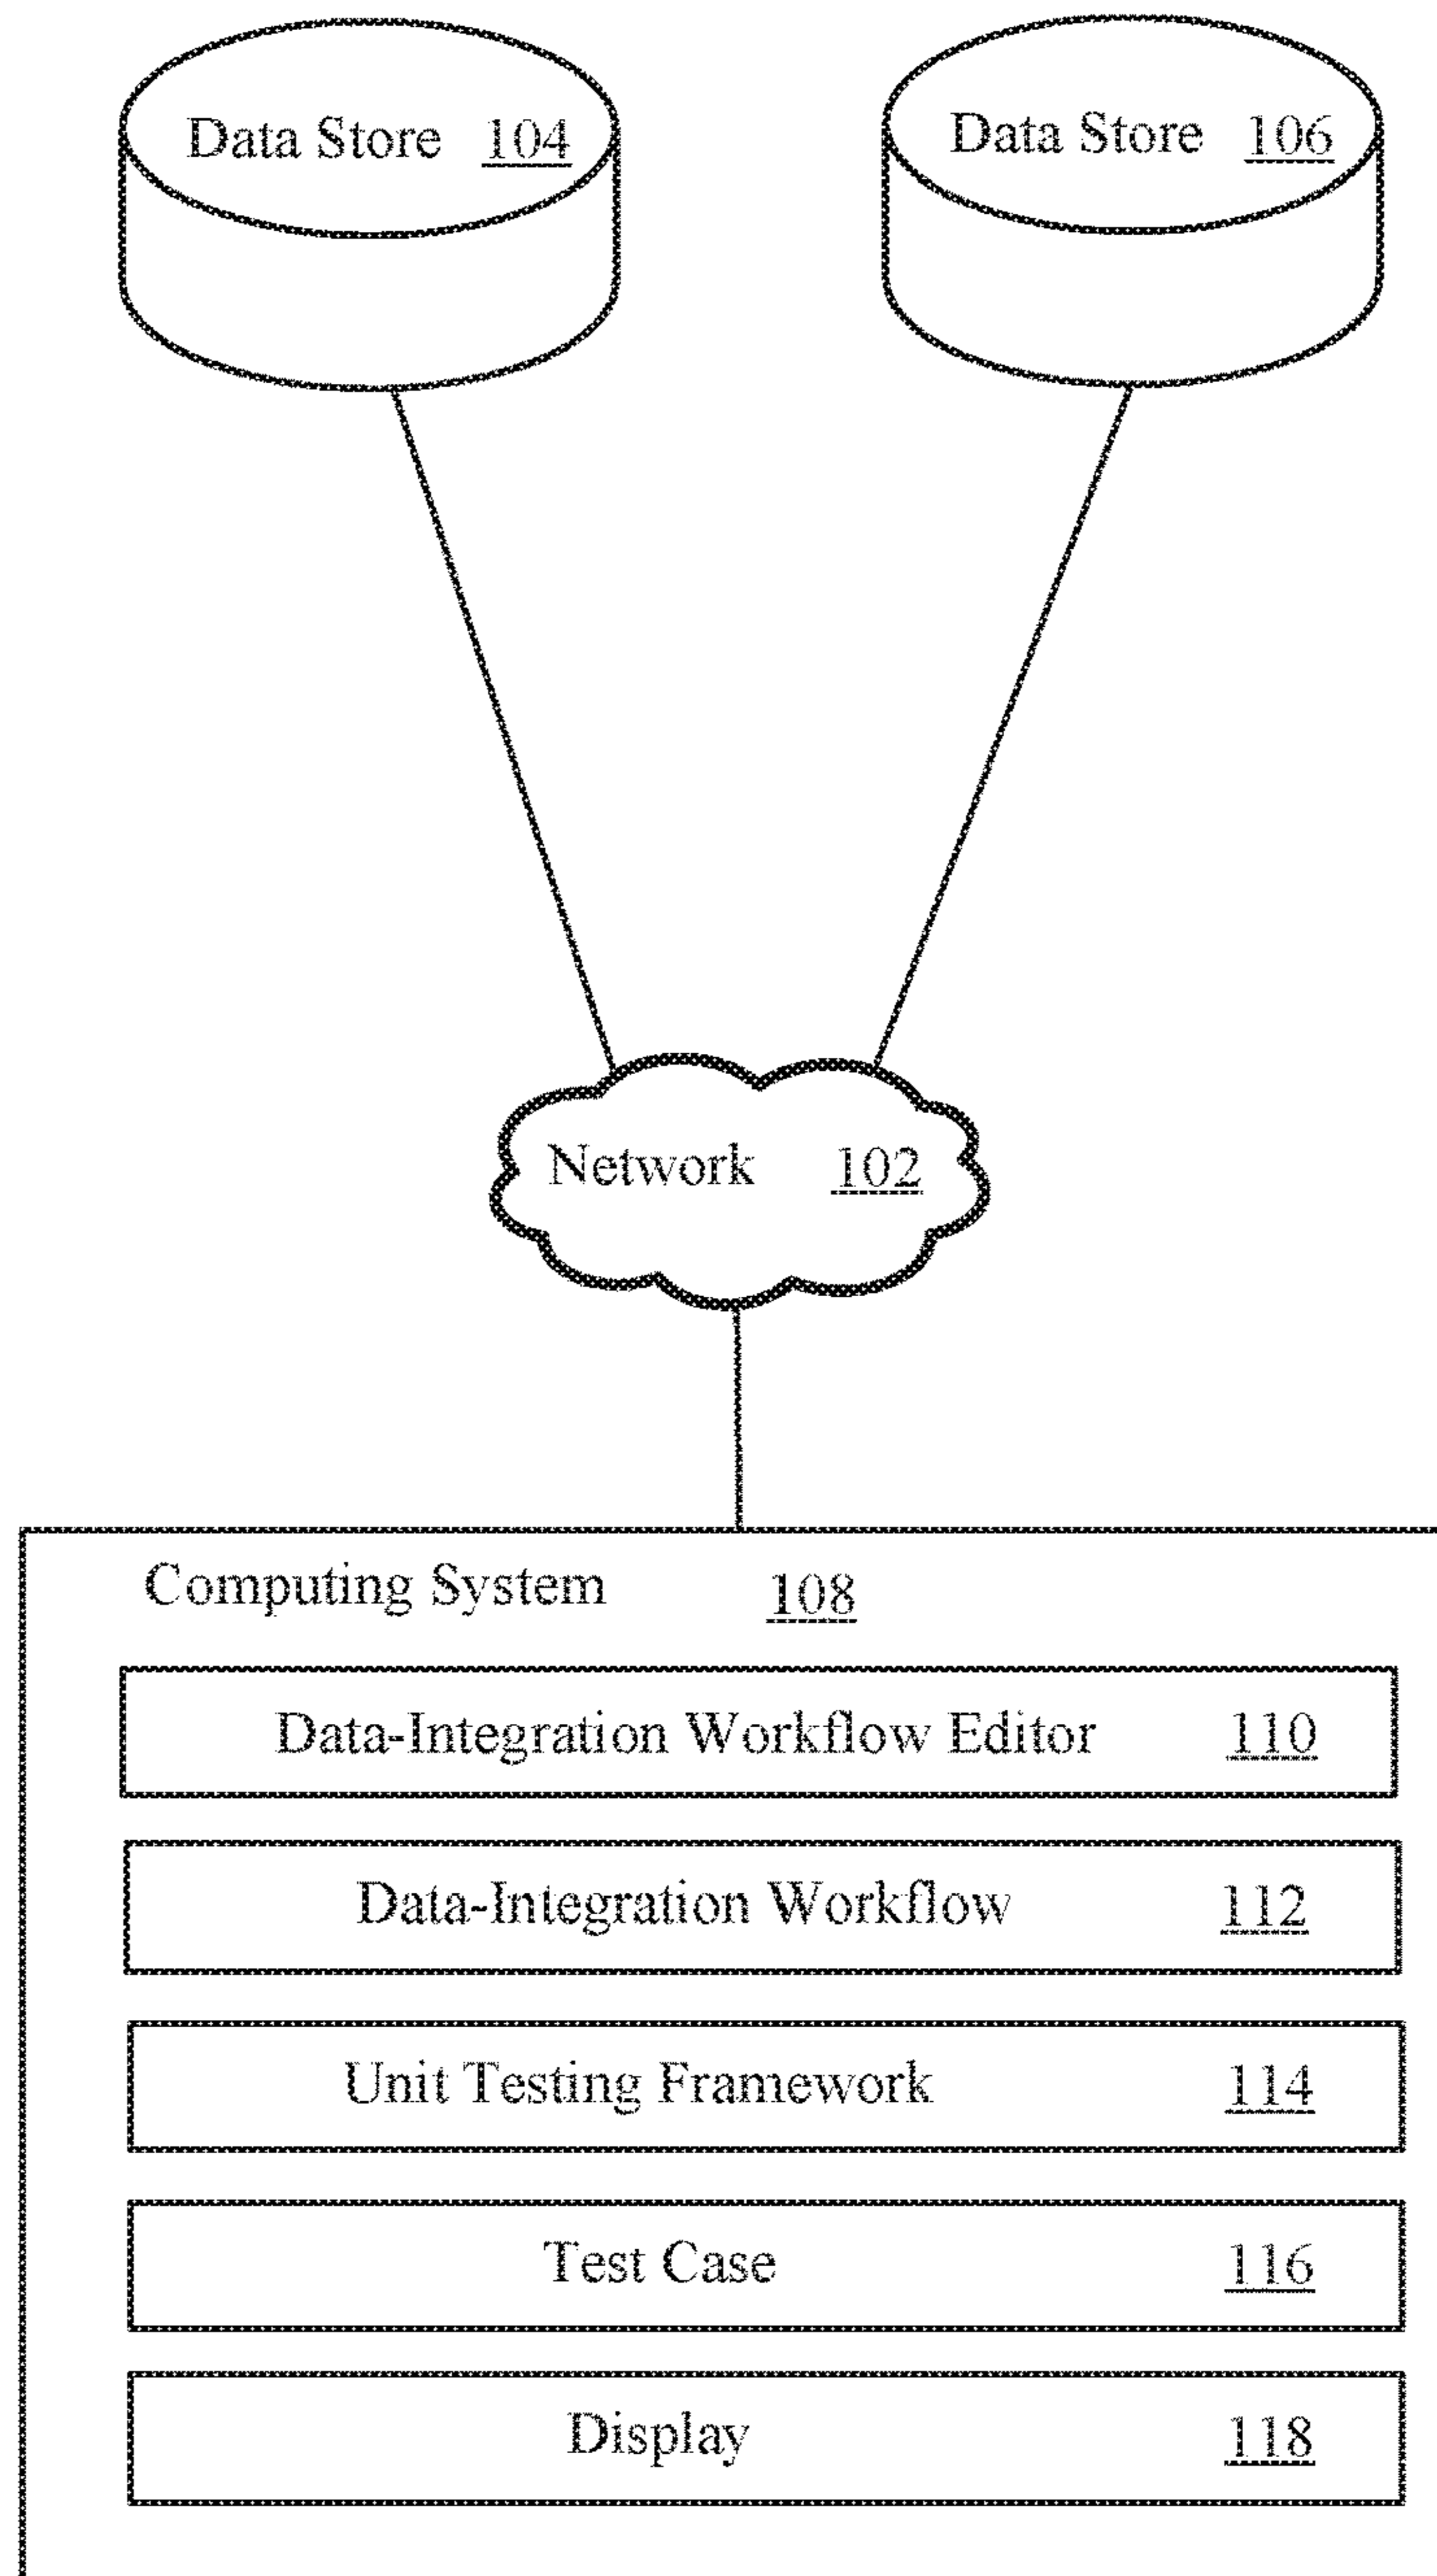 Data Store 104
Data Store 106
Network 102
Computing System 108
Data-Integration Workflow Editor 110
Data-Integration Workflow 112
Unit Testing Framework 114
Test Case 116
Display 118